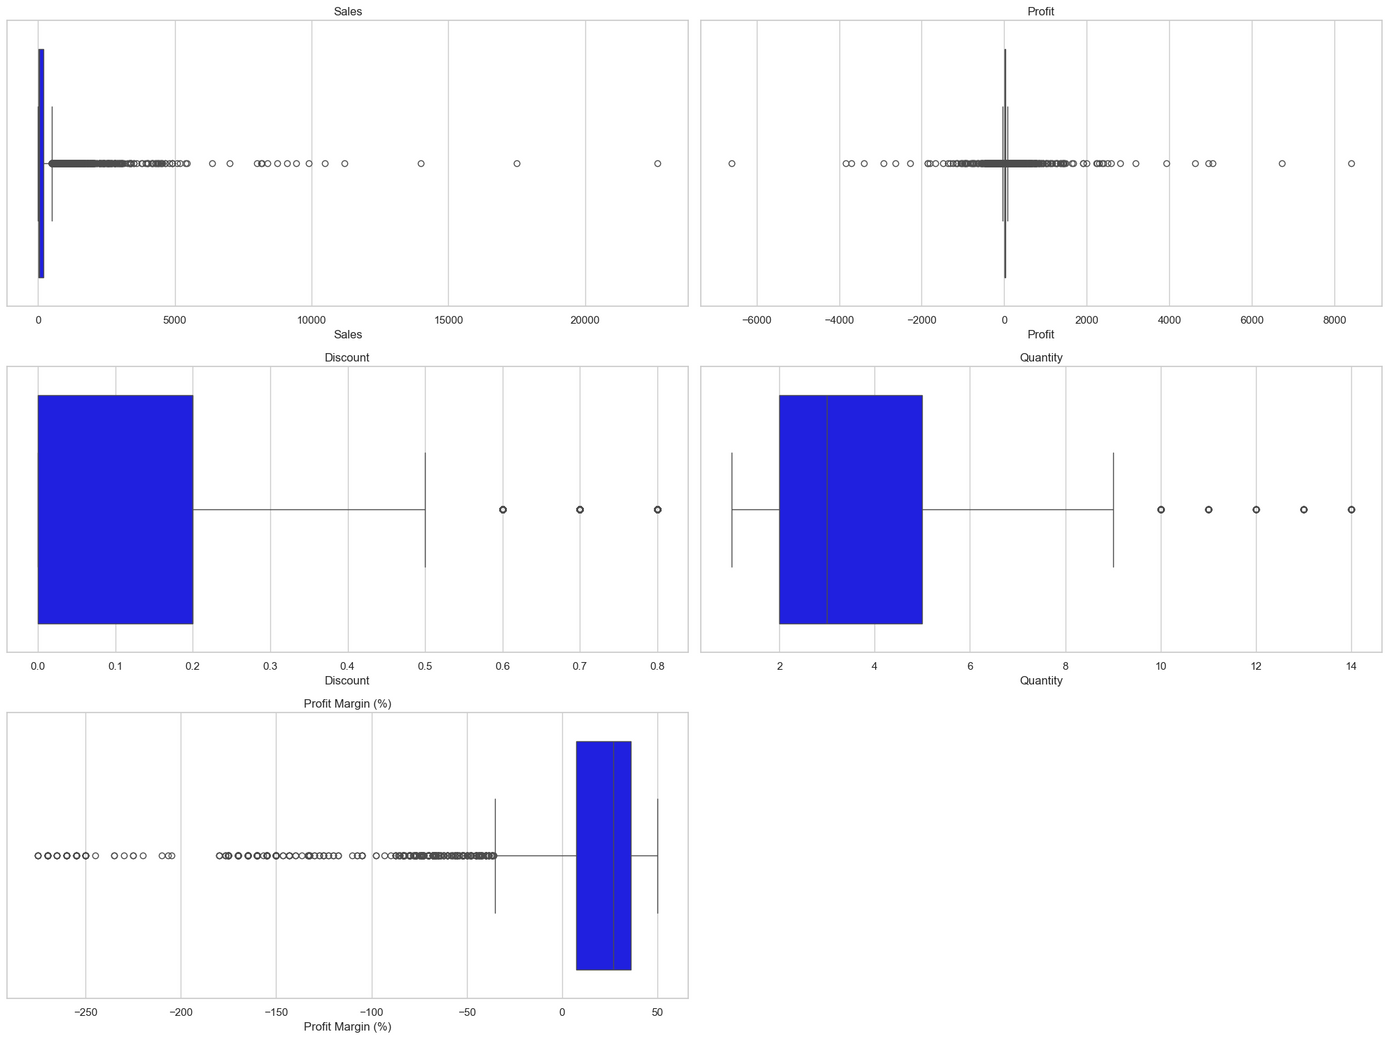 Sales
Profit
0 5000 10000 15000 20000
−6000 −4000 −2000 0 2000 4000 6000 8000
Sales
Profit
Discount
Quantity
0.0 0.1 0.2 0.3 0.4 0.5 0.6 0.7 0.8
2 4 6 8 10 12 14
Discount
Quantity
Profit Margin (%)
−250 −200 −150 −100 −50 0 50
Profit Margin (%)